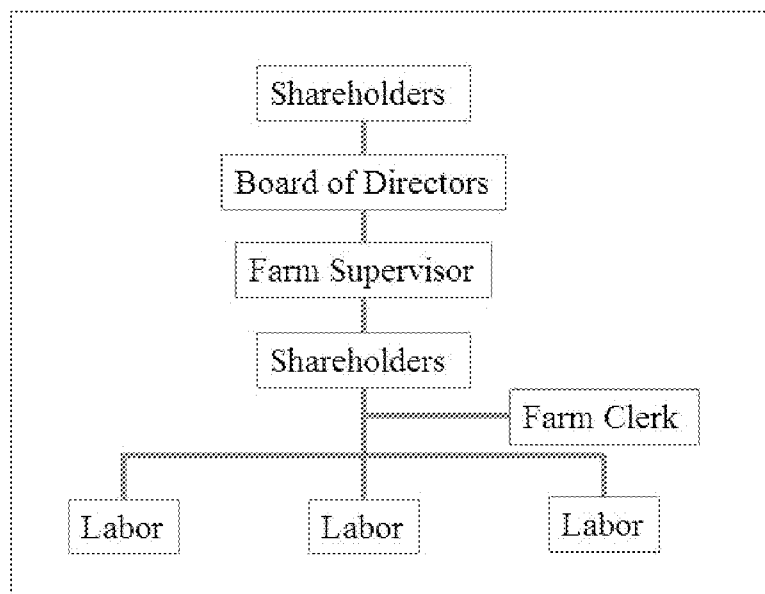 Shareholders
Board of Directors
Farm Supervisor
Shareholders
Farm Clerk
Labor
Labor
Labor